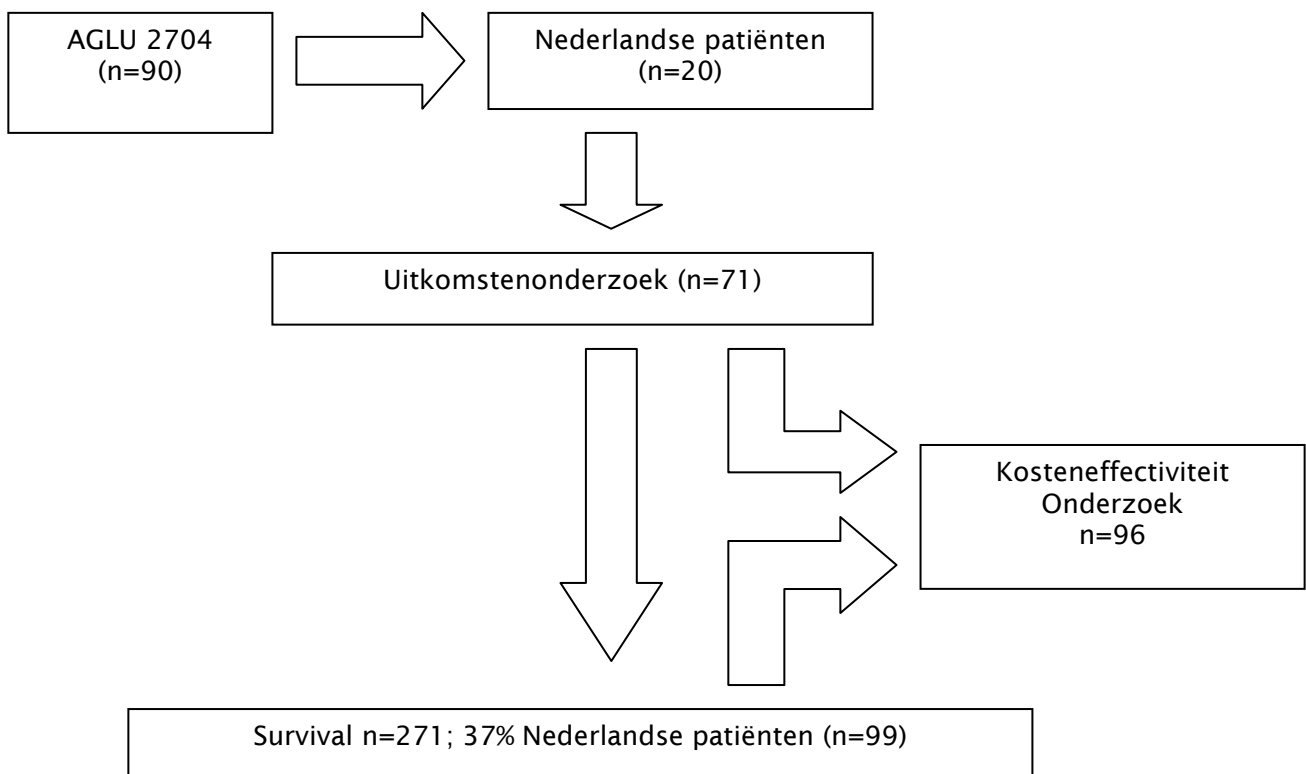 AGLU 2704
(n=90)
Nederlandse patiënten
(n=20)
Uitkomstenonderzoek (n=71)
Kosteneffectiviteit
Onderzoek
n=96
Survival n=271; 37% Nederlandse patiënten (n=99)